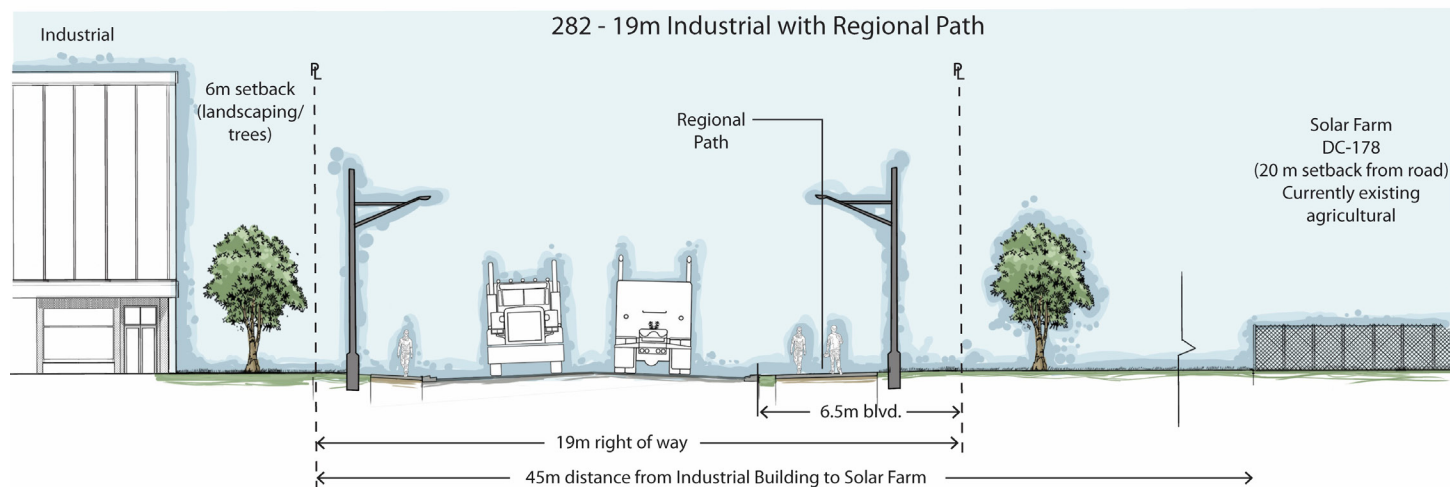 282 - 19m Industrial with Regional Path
Industrial
PL
PL
6m setback
(landscaping/
trees)
Regional
Path
Solar Farm
DC-178
(20 m setback from road)
Currently existing
agricultural
6.5m blvd.
19m right of way
45m distance from Industrial Building to Solar Farm